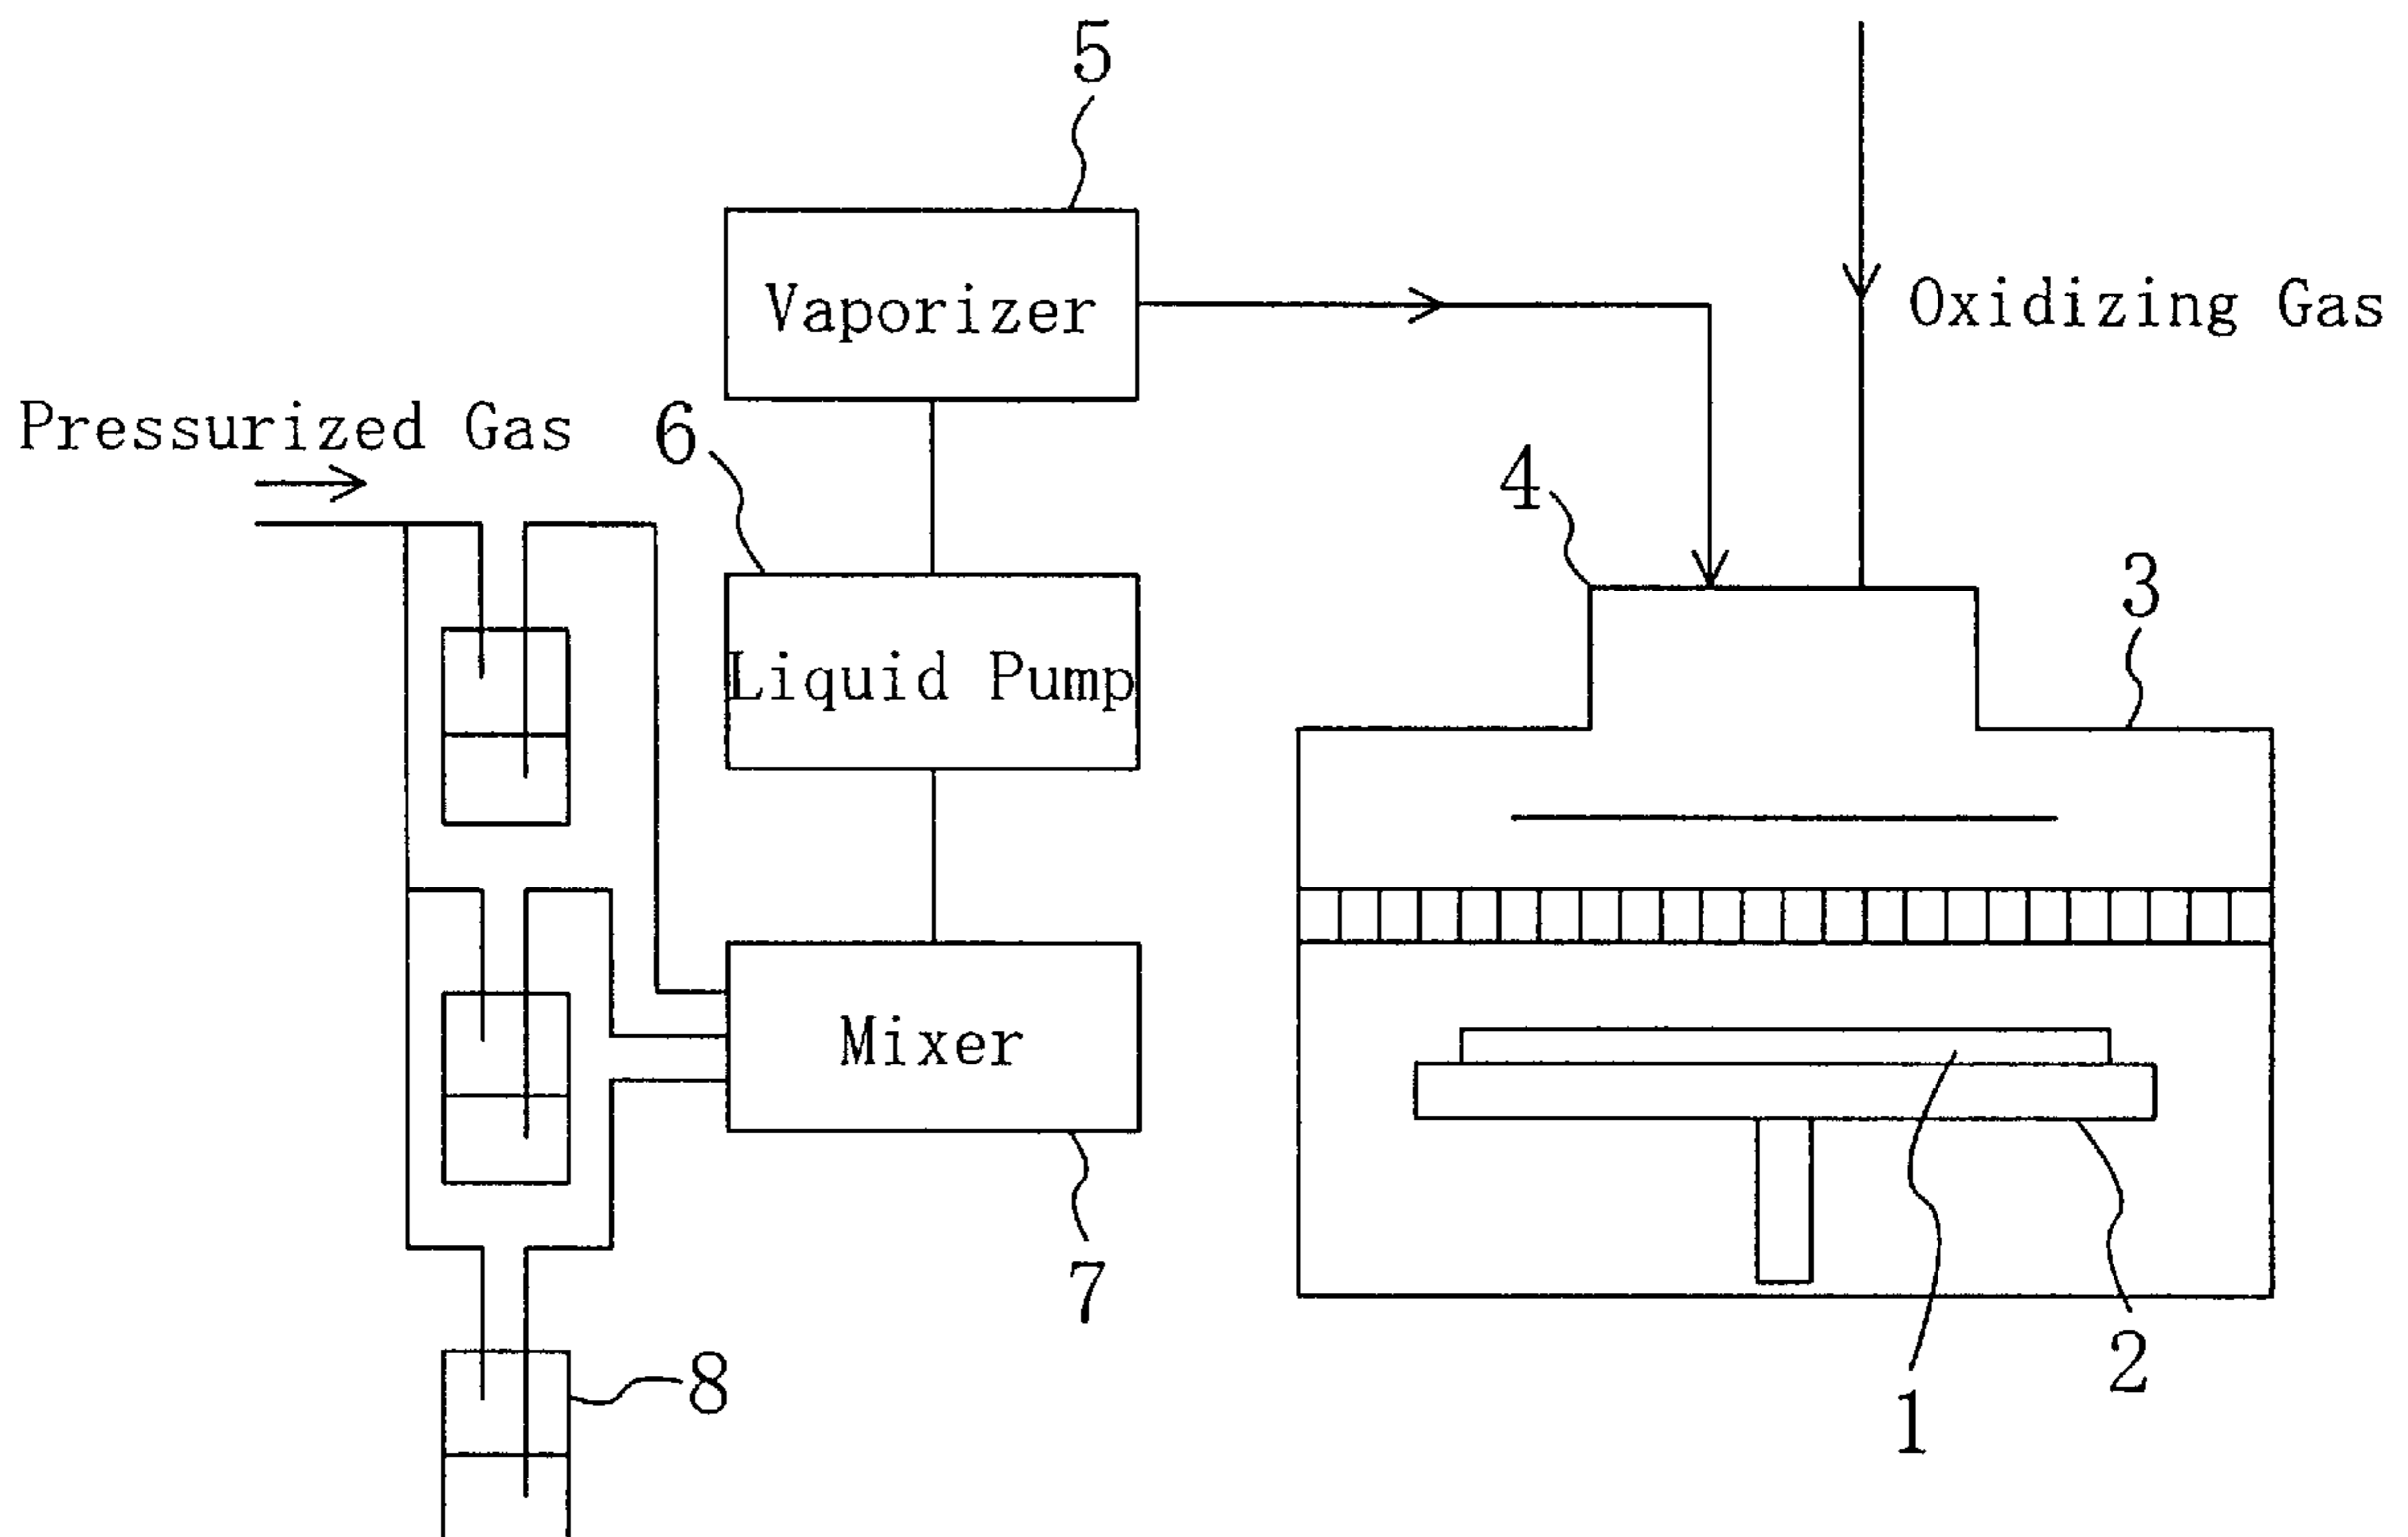 5
Vaporizer
Oxidizing Gas
Pressurized Gas
6
4
3
Liquid Pump
Mixer
7
2
8
1